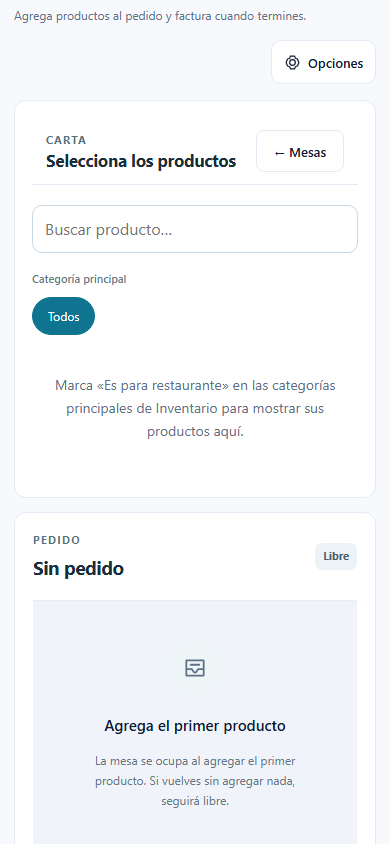 Agrega productos al pedido y factura cuando termines.
Opciones
CARTA
Selecciona los productos
← Mesas
Buscar producto...
Categoría principal
Todos
Marca «Es para restaurante» en las categorías
principales de Inventario para mostrar sus
productos aquí.
PEDIDO
Sin pedido
Libre
Agrega el primer producto
La mesa se ocupa al agregar el primer
producto. Si vuelves sin agregar nada,
seguirá libre.